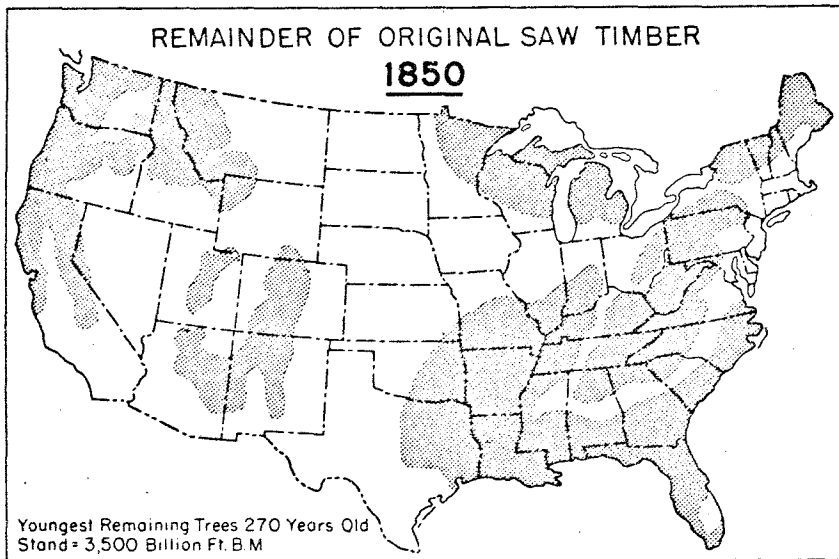 REMAINDER OF ORIGINAL SAW TIMBER
1850
Youngest Remaining Trees 270 Years Old
Stand = 3,500 Billion Ft. B.M